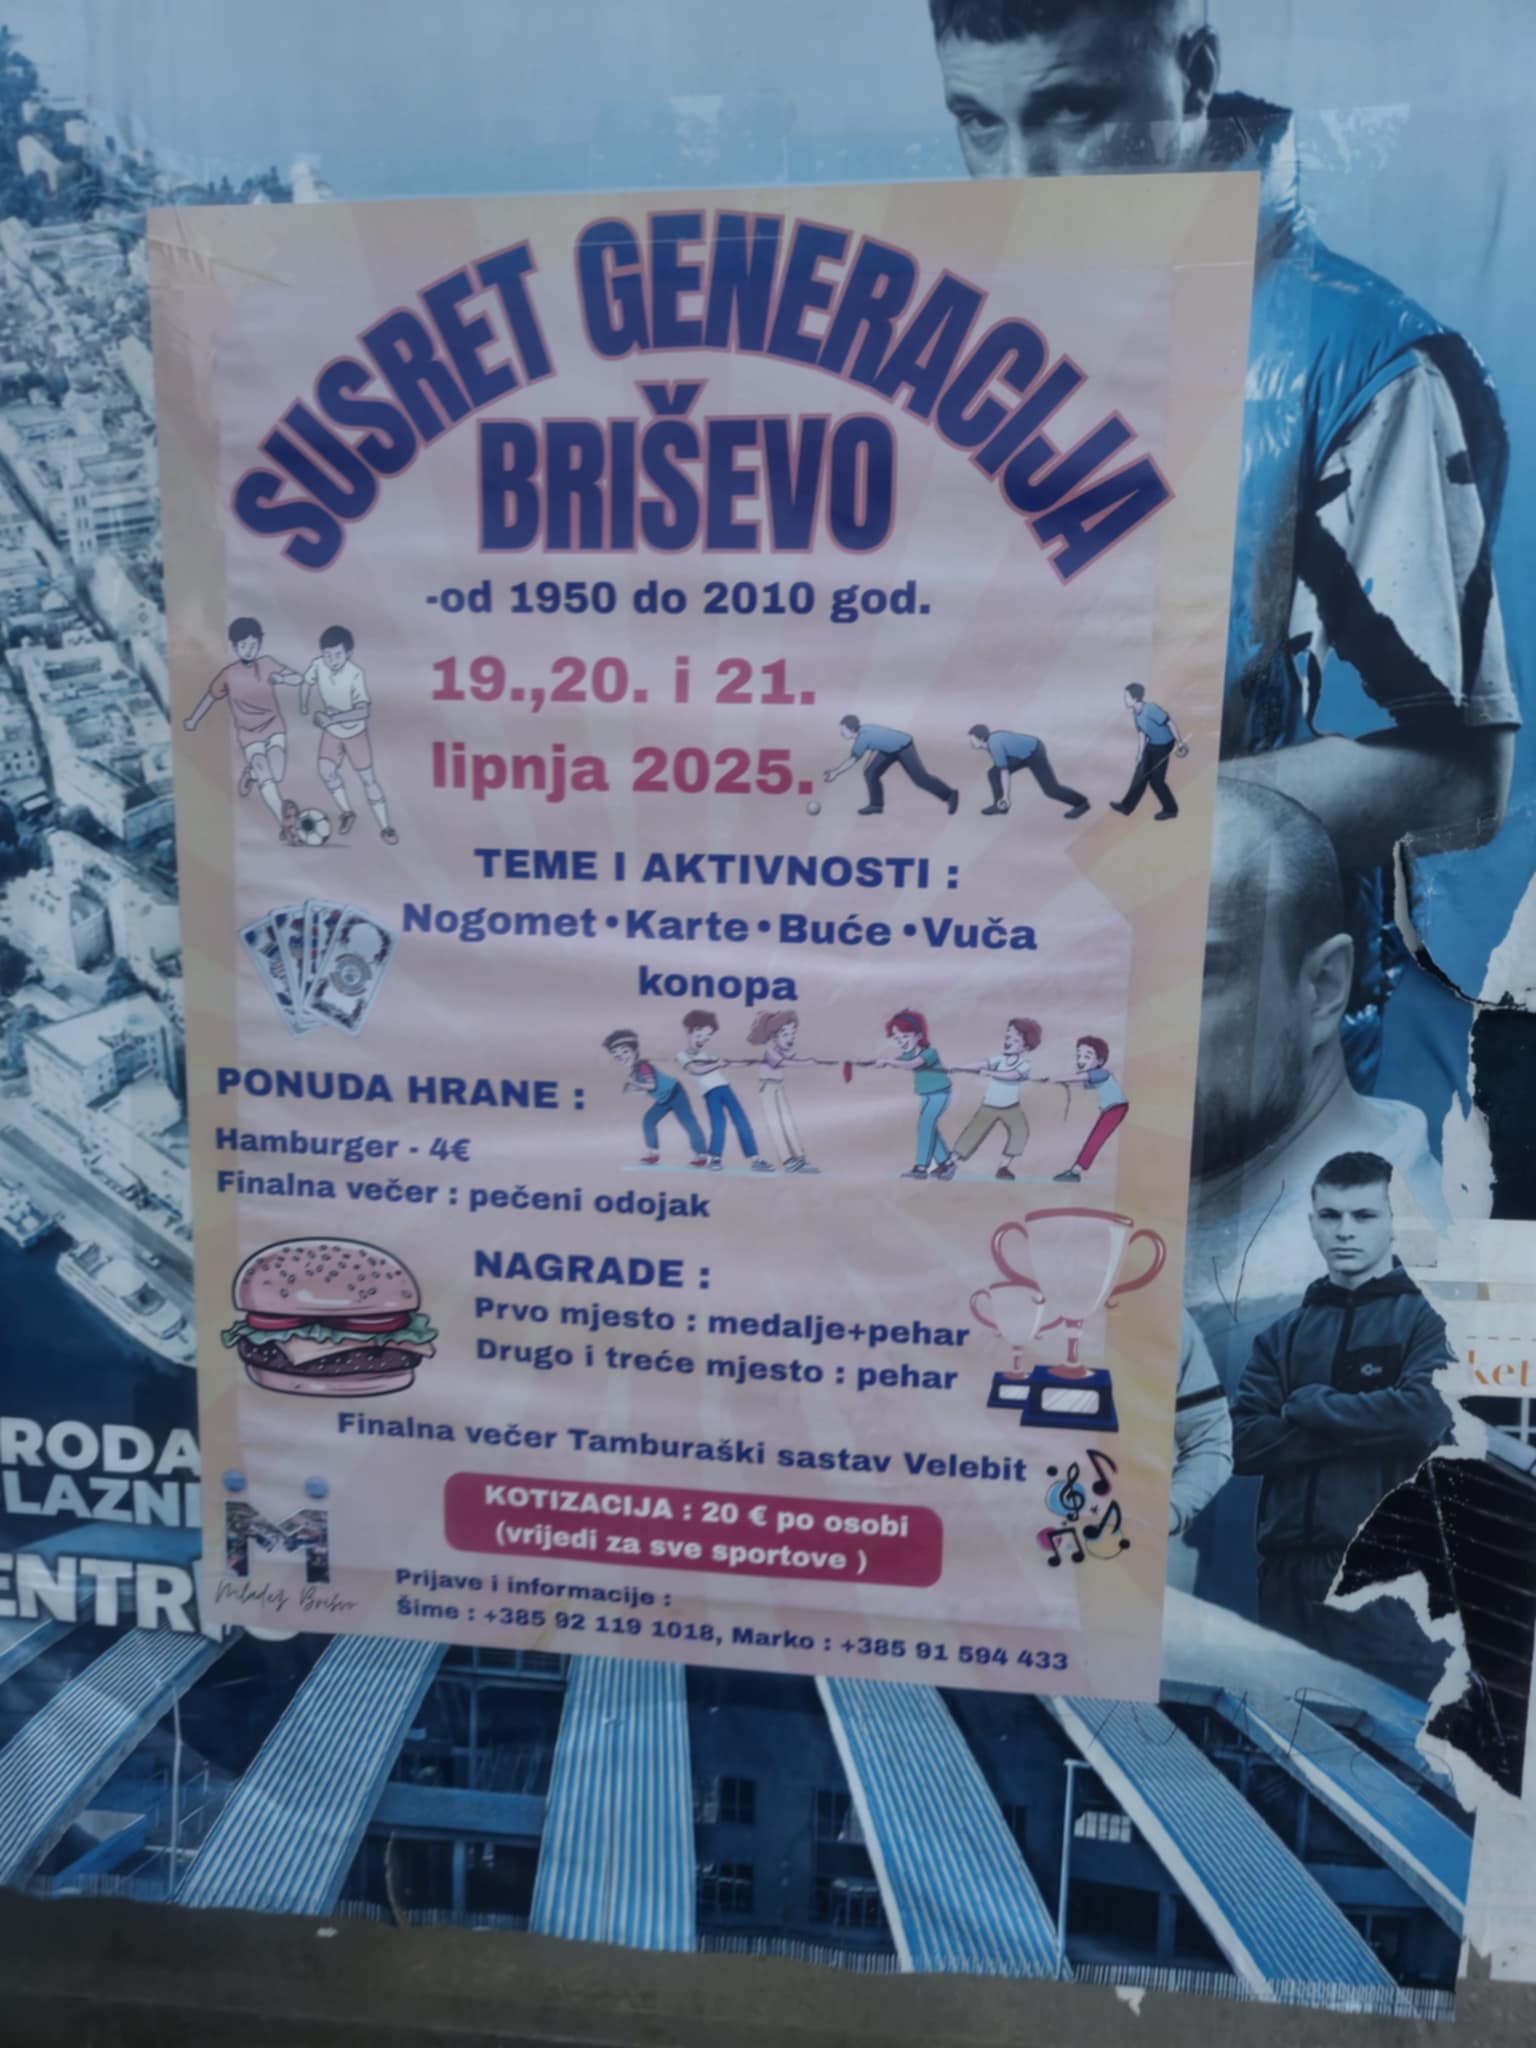 SUSRET GENERACIJA
BRIŠEVO
-od 1950 do 2010 god.
19.,20. i 21.
lipnja 2025.
TEME I AKTIVNOSTI :
Nogomet • Karte • Buće • Vuča
konopa
PONUDA HRANE :
Hamburger - 4€
Finalna večer : pečeni odojak
NAGRADE :
Prvo mjesto : medalje+pehar
Drugo i treće mjesto : pehar
Finalna večer Tamburaški sastav Velebit
KOTIZACIJA : 20 € po osobi
(vrijedi za sve sportove )
Prijave i informacije :
Šime : +385 92 119 1018, Marko : +385 91 594 433
Mladež Briševo
RODA
LAZNI
ENTR
ket